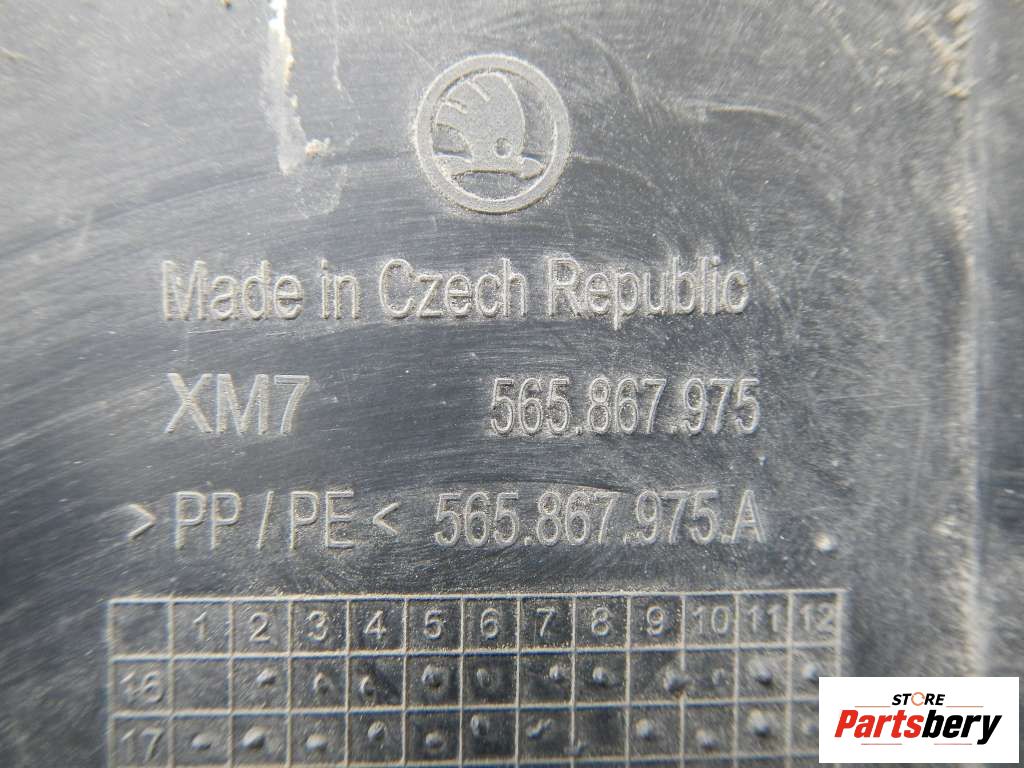 Made in Czech Republic
XM7 565.867.975
>PP/PE< 565.867.975.A
1 2 3 4 5 6 7 8 9 10 11 12
16
17
STORE
Partsbery